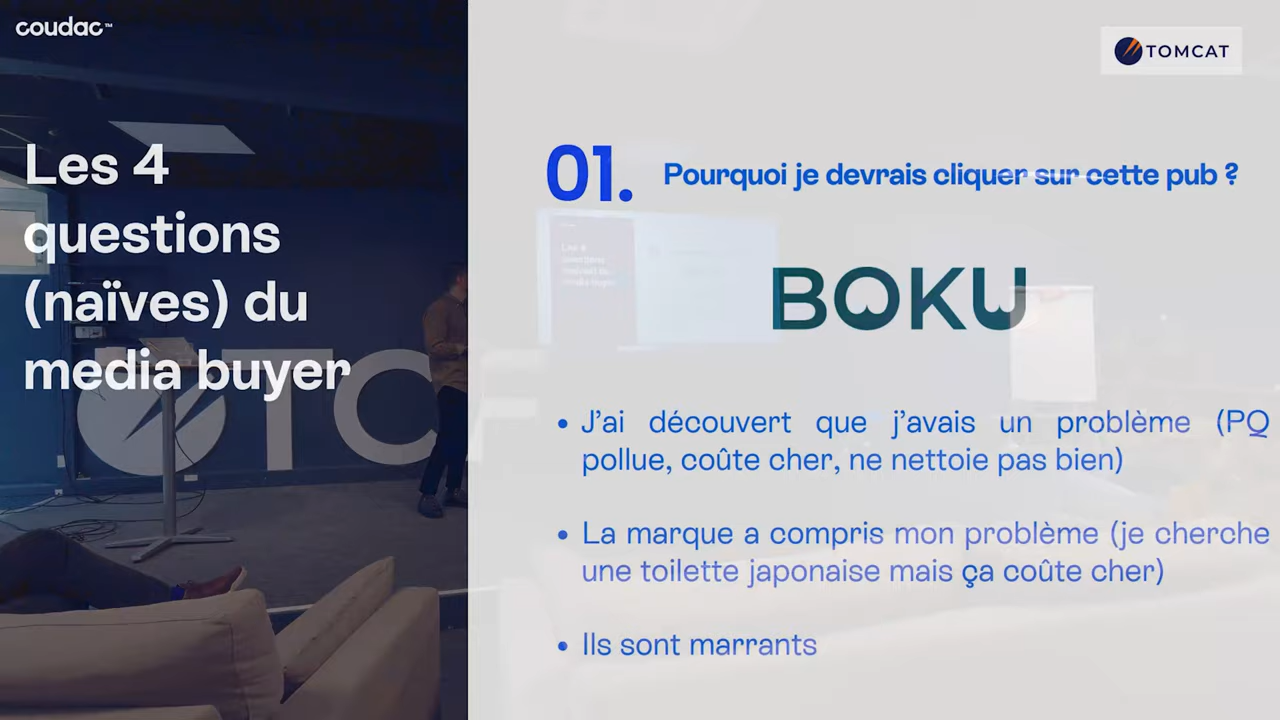 coudac™
TOMCAT
Les 4
questions
(naïves) du
media buyer
01.
Pourquoi je devrais cliquer sur cette pub ?
BOKU
• J'ai découvert que j'avais un problème (PQ
pollue, coûte cher, ne nettoie pas bien)
• La marque a compris mon problème (je cherche
une toilette japonaise mais ça coûte cher)
• Ils sont marrants
TC